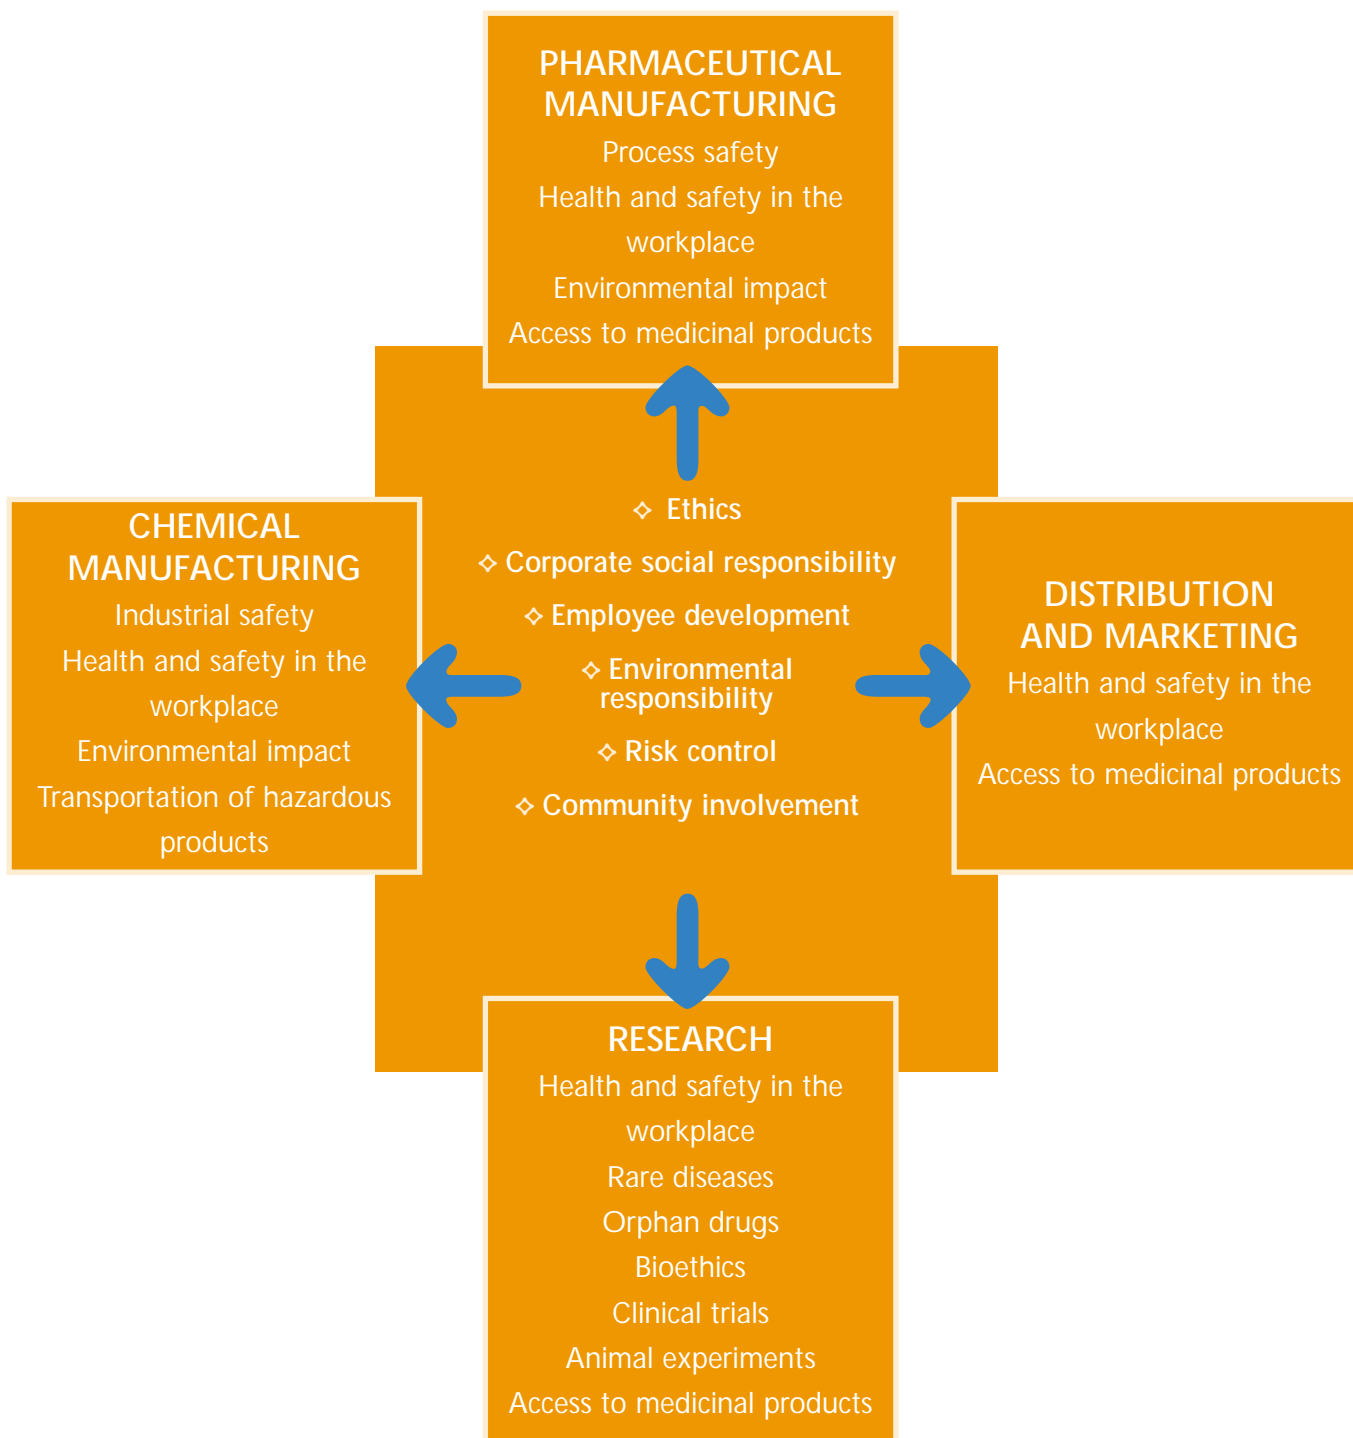 PHARMACEUTICAL
MANUFACTURING
Process safety
Health and safety in the
workplace
Environmental impact
Access to medicinal products
CHEMICAL
MANUFACTURING
Industrial safety
Health and safety in the
workplace
Environmental impact
Transportation of hazardous
products
✧ Ethics
✧ Corporate social responsibility
✧ Employee development
✧ Environmental
responsibility
✧ Risk control
✧ Community involvement
DISTRIBUTION
AND MARKETING
Health and safety in the
workplace
Access to medicinal products
RESEARCH
Health and safety in the
workplace
Rare diseases
Orphan drugs
Bioethics
Clinical trials
Animal experiments
Access to medicinal products